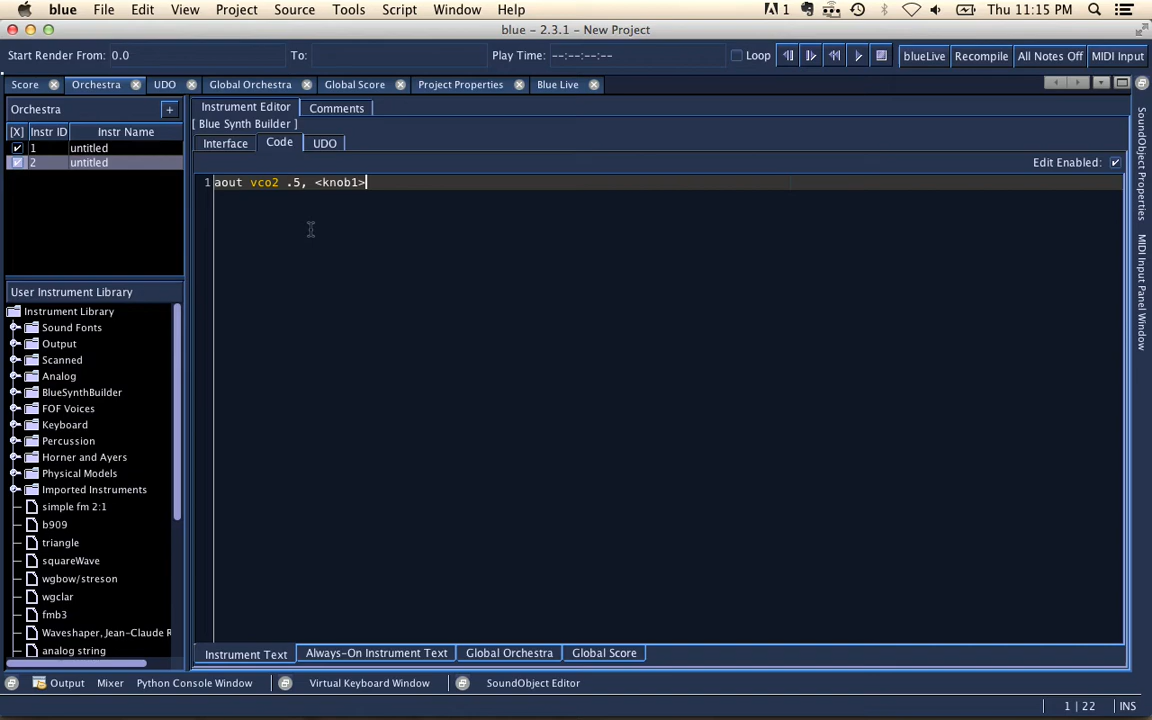 blue File Edit View Project Source Tools Script Window Help 1 Thu 11:15 PM
blue - 2.3.1 - New Project
Start Render From: 0.0 To: Play Time: --:--:--:-- Loop blueLive Recompile All Notes Off MIDI Input
Score Orchestra UDO Global Orchestra Global Score Project Properties Blue Live
Orchestra +
[X] Instr ID Instr Name
1 untitled
2 untitled
Instrument Editor Comments
[ Blue Synth Builder ]
Interface Code UDO
Edit Enabled:
1 aout vco2 .5, <knob1>
User Instrument Library
Instrument Library
Sound Fonts
Output
Scanned
Analog
BlueSynthBuilder
FOF Voices
Keyboard
Percussion
Horner and Ayers
Physical Models
Imported Instruments
simple fm 2:1
b909
triangle
squareWave
wgbow/streson
wgclar
fmb3
Waveshaper, Jean-Claude R
analog string
Instrument Text Always-On Instrument Text Global Orchestra Global Score
SoundObject Properties
MIDI Input Panel Window
Output Mixer Python Console Window Virtual Keyboard Window SoundObject Editor
1 | 22 INS